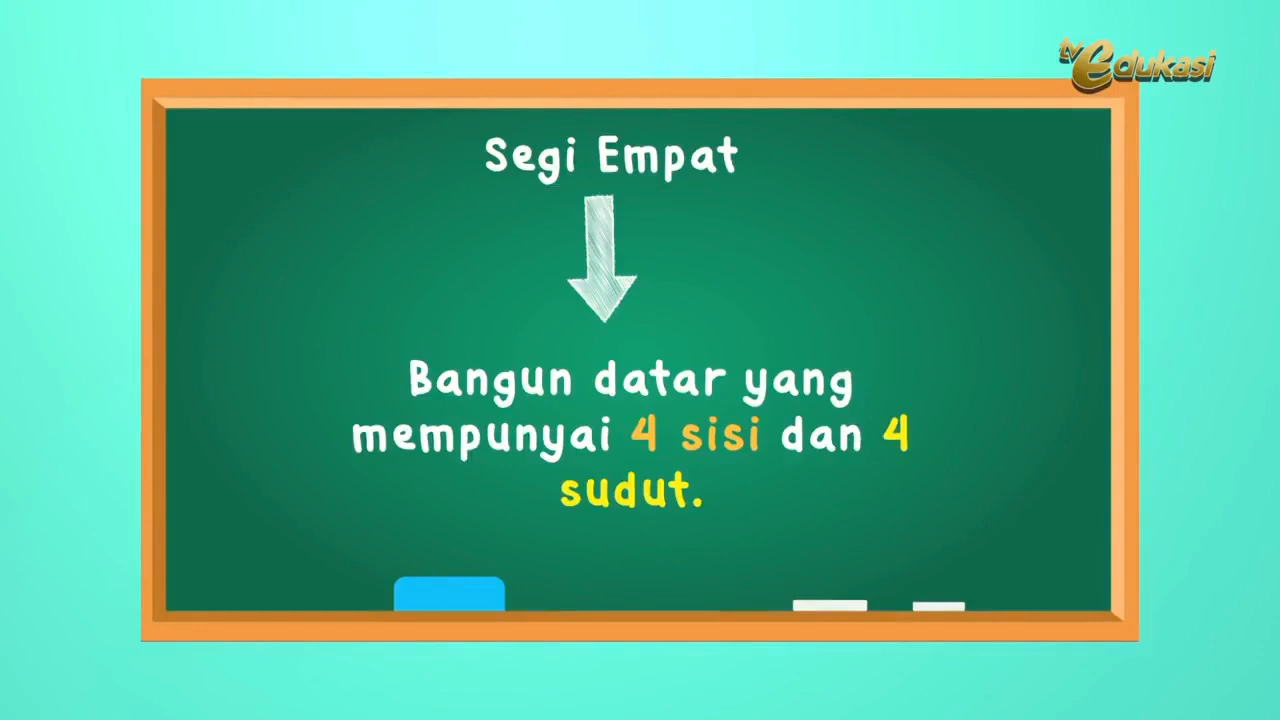 tv edukasi
Segi Empat
Bangun datar yang
mempunyai 4 sisi dan 4
sudut.